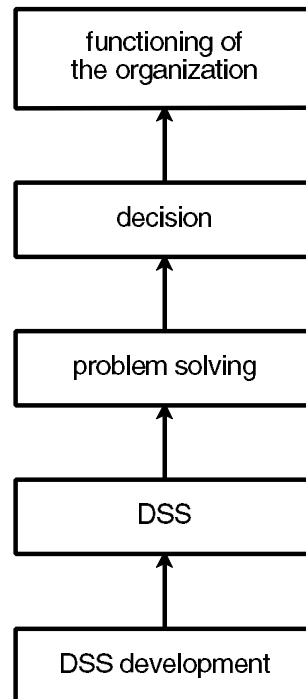 functioning of
the organization
decision
problem solving
DSS
DSS development